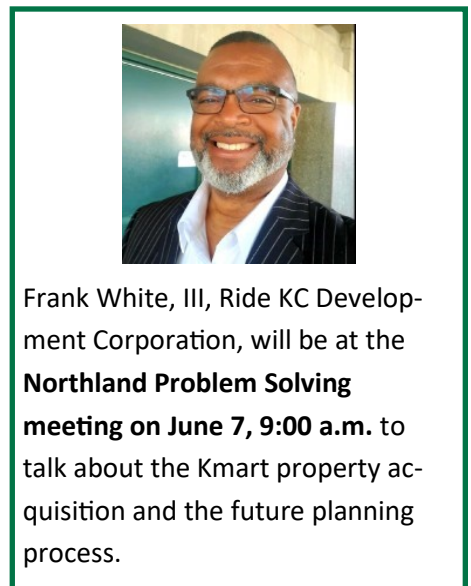 Frank White, III, Ride KC Develop-
ment Corporation, will be at the
Northland Problem Solving
meeting on June 7, 9:00 a.m. to
talk about the Kmart property ac-
quisition and the future planning
process.